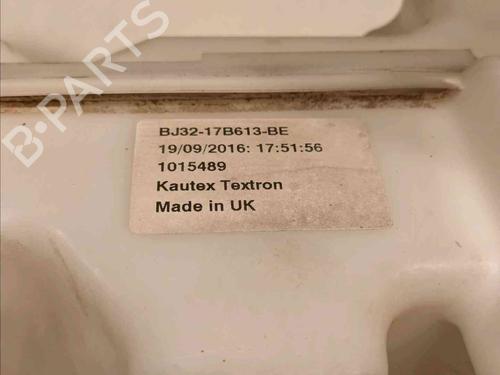 B-PARTS
BJ32-17B613-BE
19/09/2016: 17:51:56
1015489
Kautex Textron
Made in UK